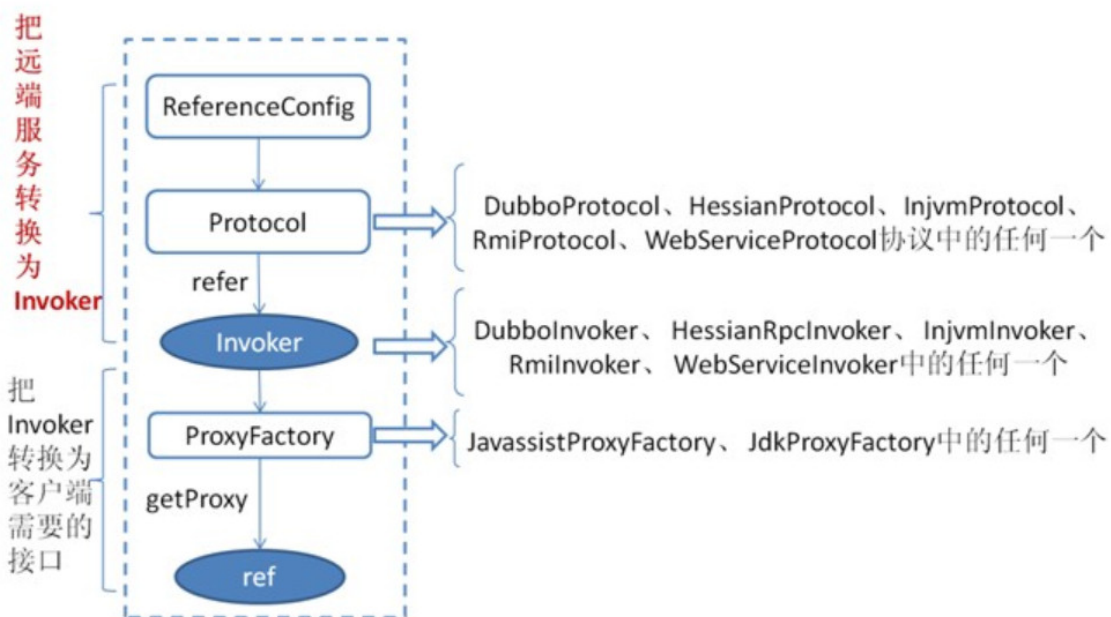 把
远
端
服
务
转
换
为
Invoker
ReferenceConfig
Protocol
DubboProtocol、HessianProtocol、InjvmProtocol、
RmiProtocol、WebServiceProtocol协议中的任何一个
refer
Invoker
DubboInvoker、 HessianRpcInvoker、 InjvmInvoker、
RmiInvoker、 WebServiceInvoker中的任何一个
把
Invoker
转换为
客户端
需要的
接口
ProxyFactory
JavassistProxyFactory、 JdkProxyFactory中的任何一个
getProxy
ref